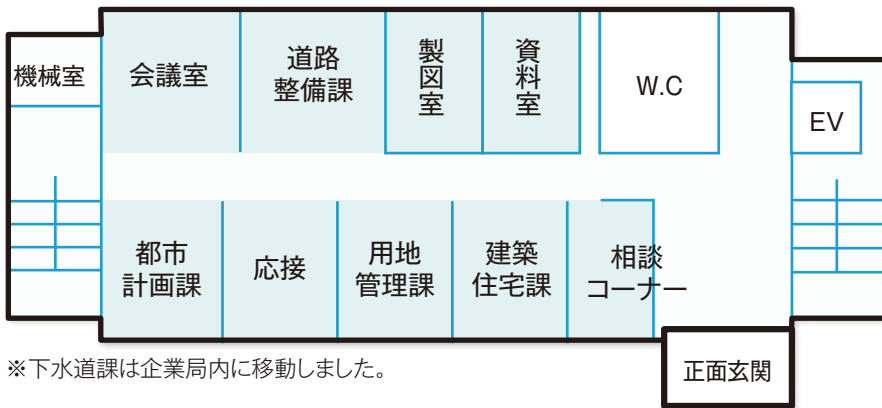 機械室
会議室
道路
整備課
製図室
資料室
W.C
EV
都市
計画課
応接
用地
管理課
建築
住宅課
相談
コーナー
※下水道課は企業局内に移動しました。
正面玄関